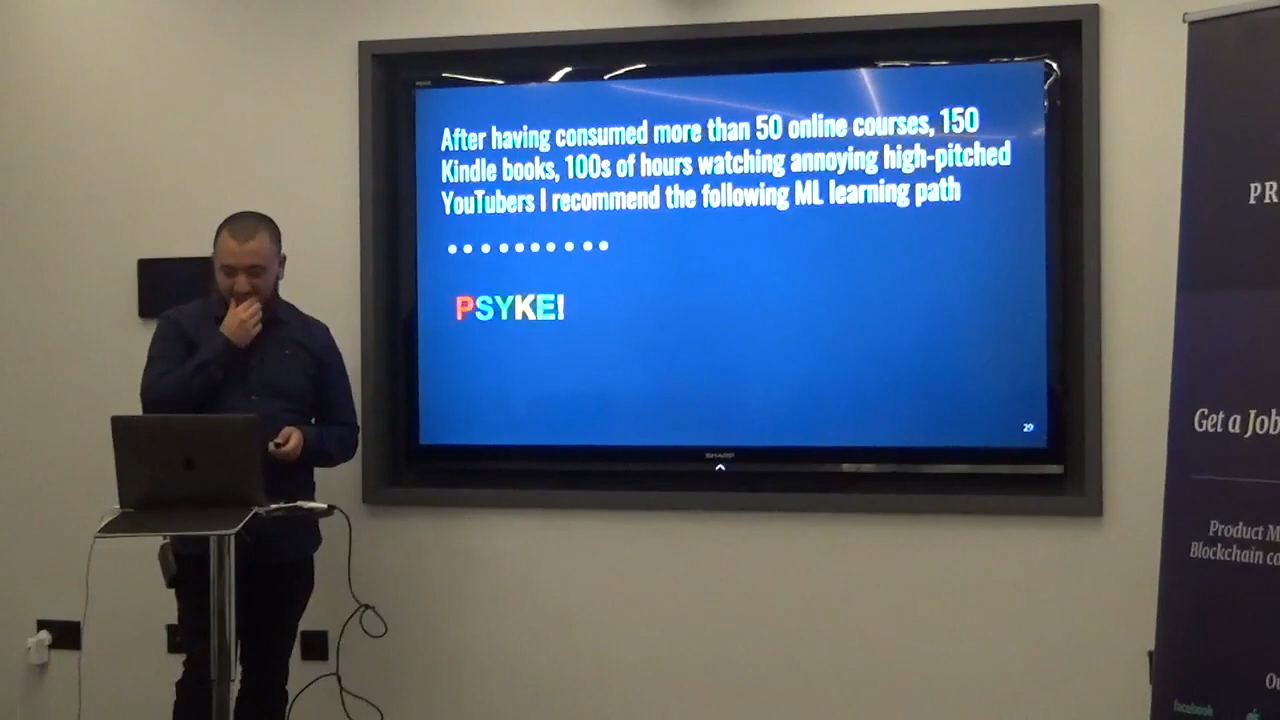 After having consumed more than 50 online courses, 150
Kindle books, 100s of hours watching annoying high-pitched
YouTubers I recommend the following ML learning path
..........
PSYKE!
29
SHARP
PR
Get a Job
Product M
Blockchain co
facebook